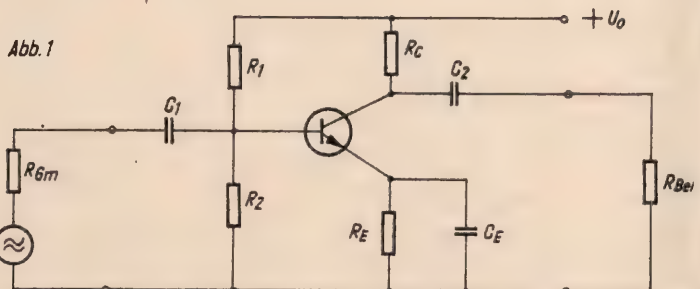 + U0
Abb. 1
R1
RC
C2
C1
RGm
R2
RE
CE
RBel